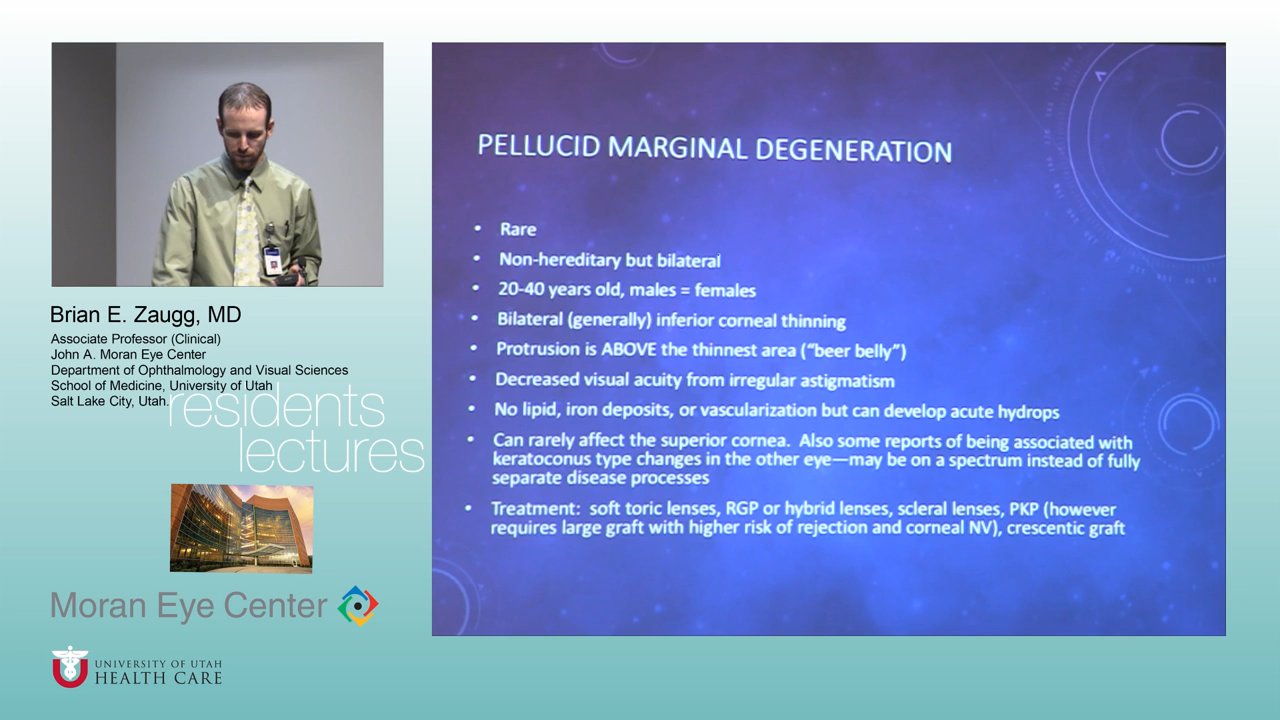 Brian E. Zaugg, MD
Associate Professor (Clinical)
John A. Moran Eye Center
Department of Ophthalmology and Visual Sciences
School of Medicine, University of Utah
Salt Lake City, Utah.
residents
lectures
Moran Eye Center
UNIVERSITY OF UTAH
HEALTH CARE
PELLUCID MARGINAL DEGENERATION
• Rare
• Non-hereditary but bilateral
• 20-40 years old, males = females
• Bilateral (generally) inferior corneal thinning
• Protrusion is ABOVE the thinnest area (“beer belly”)
• Decreased visual acuity from irregular astigmatism
• No lipid, iron deposits, or vascularization but can develop acute hydrops
• Can rarely affect the superior cornea. Also some reports of being associated with
keratoconus type changes in the other eye—may be on a spectrum instead of fully
separate disease processes
• Treatment: soft toric lenses, RGP or hybrid lenses, scleral lenses, PKP (however
requires large graft with higher risk of rejection and corneal NV), crescentic graft